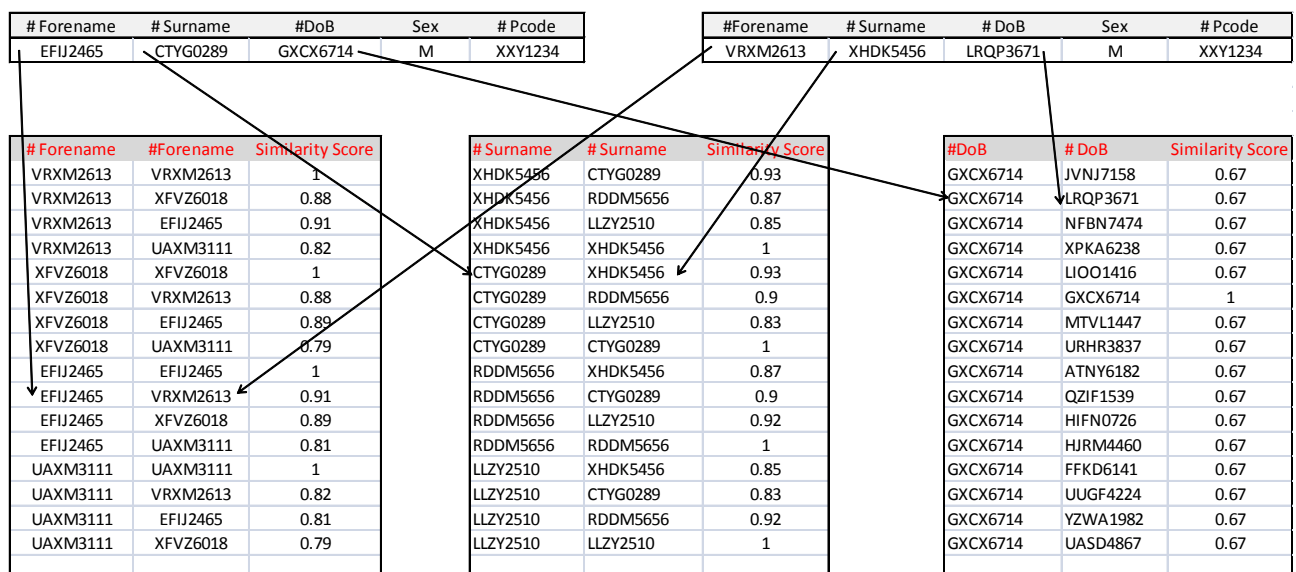 # Forename # Surname #DoB Sex # Pcode #Forename # Surname # DoB Sex # Pcode
EFIJ2465 CTYG0289 GXCX6714 M XXY1234 VRXM2613 XHDK5456 LRQP3671 M XXY1234
# Forename #Forename Similarity Score # Surname # Surname Similarity Score #DoB # DoB Similarity Score
VRXM2613 VRXM2613 1 XHDK5456 CTYG0289 0.93 GXCX6714 JVNJ7158 0.67
VRXM2613 XFVZ6018 0.88 XHDK5456 RDDM5656 0.87 GXCX6714 LRQP3671 0.67
VRXM2613 EFIJ2465 0.91 XHDK5456 LLZY2510 0.85 GXCX6714 NFBN7474 0.67
VRXM2613 UAXM3111 0.82 XHDK5456 XHDK5456 1 GXCX6714 XPKA6238 0.67
XFVZ6018 XFVZ6018 1 CTYG0289 XHDK5456 0.93 GXCX6714 LIOO1416 0.67
XFVZ6018 VRXM2613 0.88 CTYG0289 RDDM5656 0.9 GXCX6714 GXCX6714 1
XFVZ6018 EFIJ2465 0.89 CTYG0289 LLZY2510 0.83 GXCX6714 MTVL1447 0.67
XFVZ6018 UAXM3111 0.79 CTYG0289 CTYG0289 1 GXCX6714 URHR3837 0.67
EFIJ2465 EFIJ2465 1 RDDM5656 XHDK5456 0.87 GXCX6714 ATNY6182 0.67
EFIJ2465 VRXM2613 0.91 RDDM5656 CTYG0289 0.9 GXCX6714 QZIF1539 0.67
EFIJ2465 XFVZ6018 0.89 RDDM5656 LLZY2510 0.92 GXCX6714 HIFN0726 0.67
EFIJ2465 UAXM3111 0.81 RDDM5656 RDDM5656 1 GXCX6714 HJRM4460 0.67
UAXM3111 UAXM3111 1 LLZY2510 XHDK5456 0.85 GXCX6714 FFKD6141 0.67
UAXM3111 VRXM2613 0.82 LLZY2510 CTYG0289 0.83 GXCX6714 UUGF4224 0.67
UAXM3111 EFIJ2465 0.81 LLZY2510 RDDM5656 0.92 GXCX6714 YZWA1982 0.67
UAXM3111 XFVZ6018 0.79 LLZY2510 LLZY2510 1 GXCX6714 UASD4867 0.67